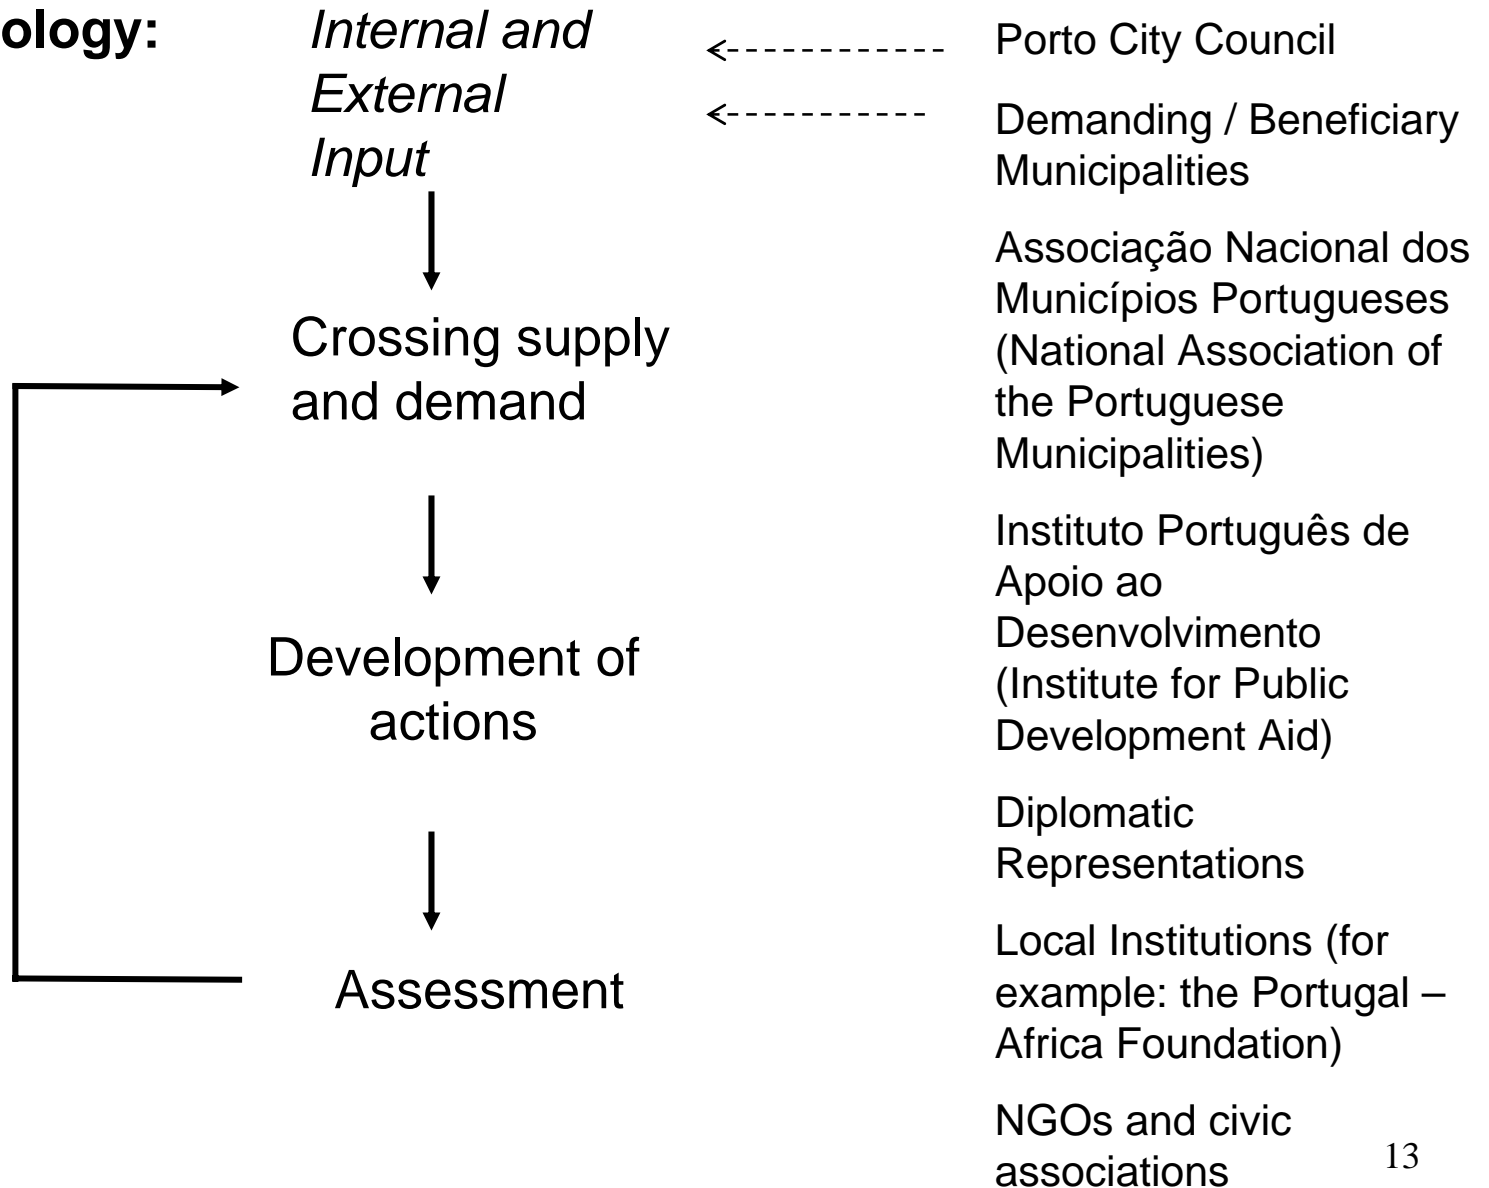 ology:
Internal and
External
Input
Crossing supply
and demand
Development of
actions
Assessment
Porto City Council
Demanding / Beneficiary
Municipalities
Associação Nacional dos
Municípios Portugueses
(National Association of
the Portuguese
Municipalities)
Instituto Português de
Apoio ao
Desenvolvimento
(Institute for Public
Development Aid)
Diplomatic
Representations
Local Institutions (for
example: the Portugal –
Africa Foundation)
NGOs and civic
associations
13